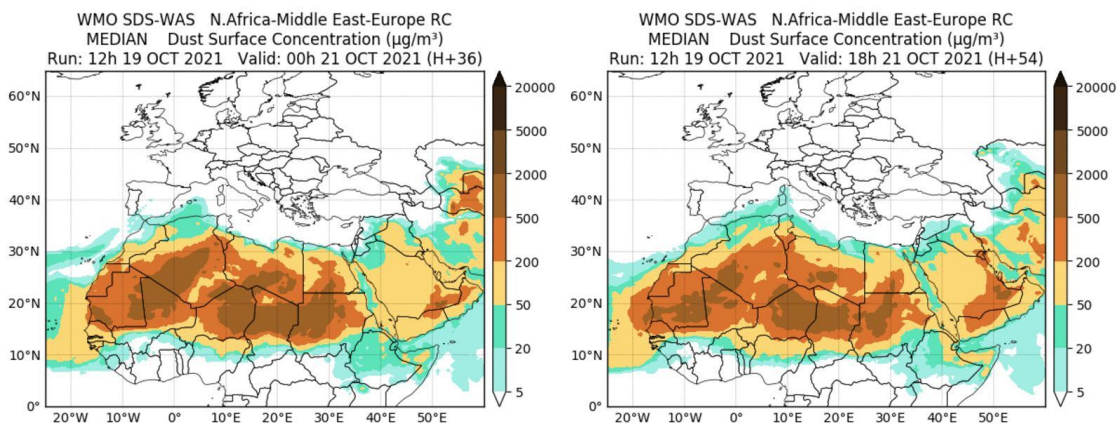 WMO SDS-WAS N.Africa-Middle East-Europe RC
MEDIAN Dust Surface Concentration (µg/m³)
Run: 12h 19 OCT 2021 Valid: 00h 21 OCT 2021 (H+36)
60°N
50°N
40°N
30°N
20°N
10°N
0°
20°W
10°W
0°
10°E
20°E
30°E
40°E
50°E
20000
5000
2000
500
200
50
20
5
WMO SDS-WAS N.Africa-Middle East-Europe RC
MEDIAN Dust Surface Concentration (µg/m³)
Run: 12h 19 OCT 2021 Valid: 18h 21 OCT 2021 (H+54)
60°N
50°N
40°N
30°N
20°N
10°N
0°
20°W
10°W
0°
10°E
20°E
30°E
40°E
50°E
20000
5000
2000
500
200
50
20
5